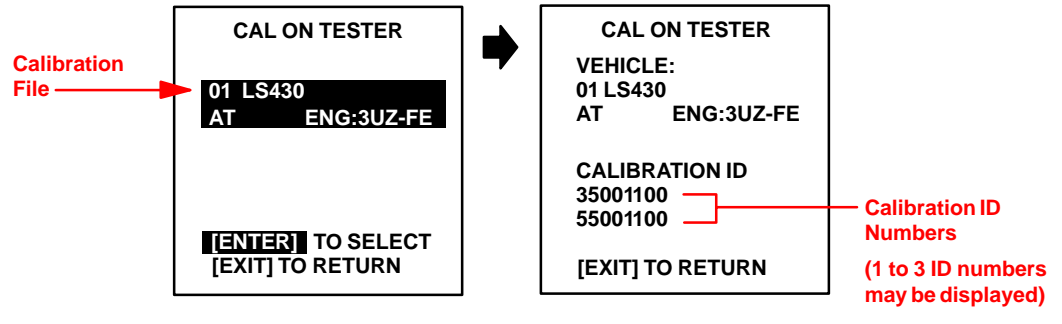 Calibration
File
CAL ON TESTER
01 LS430
AT ENG:3UZ-FE
[ENTER] TO SELECT
[EXIT] TO RETURN
CAL ON TESTER
VEHICLE:
01 LS430
AT ENG:3UZ-FE
CALIBRATION ID
35001100
55001100
[EXIT] TO RETURN
Calibration ID
Numbers
(1 to 3 ID numbers
may be displayed)